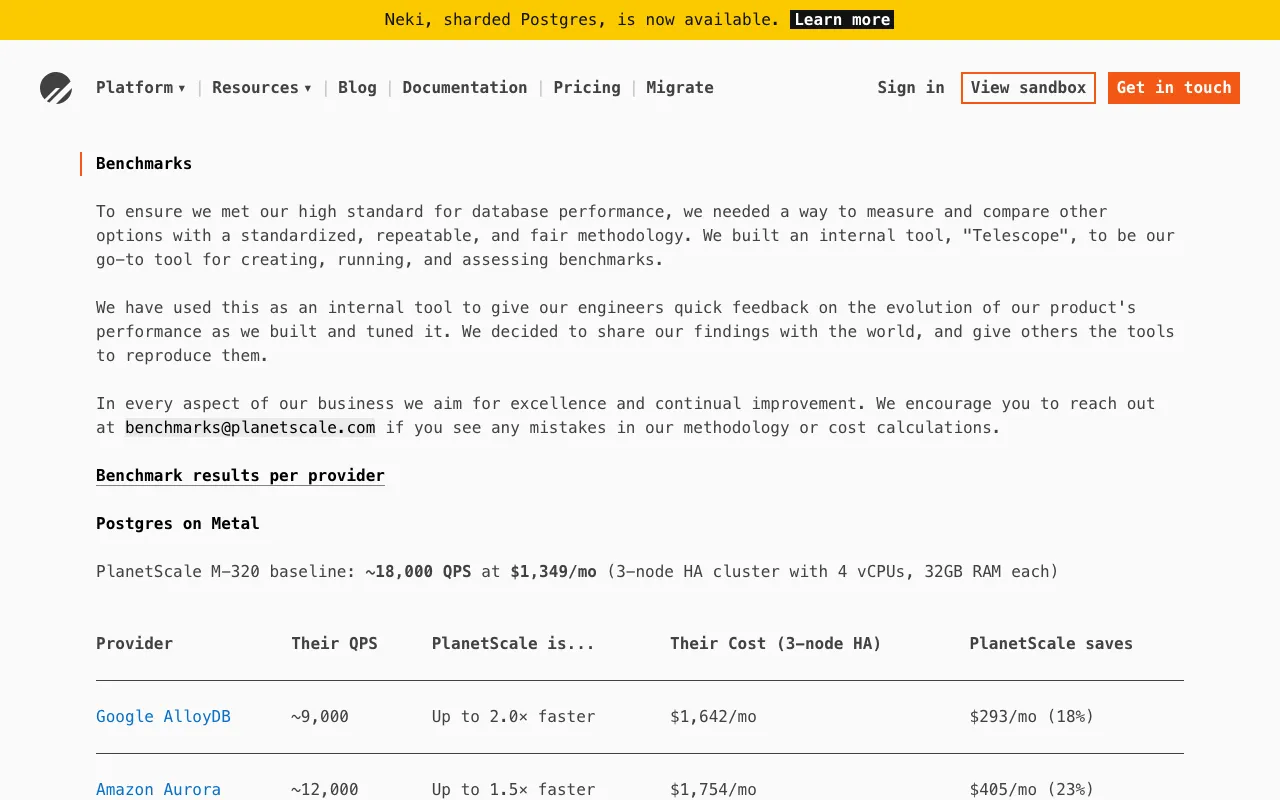 Neki, sharded Postgres, is now available. Learn more
Platform ▾ | Resources ▾ | Blog | Documentation | Pricing | Migrate Sign in View sandbox Get in touch
Benchmarks
To ensure we met our high standard for database performance, we needed a way to measure and compare other
options with a standardized, repeatable, and fair methodology. We built an internal tool, "Telescope", to be our
go-to tool for creating, running, and assessing benchmarks.
We have used this as an internal tool to give our engineers quick feedback on the evolution of our product's
performance as we built and tuned it. We decided to share our findings with the world, and give others the tools
to reproduce them.
In every aspect of our business we aim for excellence and continual improvement. We encourage you to reach out
at benchmarks@planetscale.com if you see any mistakes in our methodology or cost calculations.
Benchmark results per provider
Postgres on Metal
PlanetScale M-320 baseline: ~18,000 QPS at $1,349/mo (3-node HA cluster with 4 vCPUs, 32GB RAM each)
Provider Their QPS PlanetScale is... Their Cost (3-node HA) PlanetScale saves
Google AlloyDB ~9,000 Up to 2.0× faster $1,642/mo $293/mo (18%)
Amazon Aurora ~12,000 Up to 1.5× faster $1,754/mo $405/mo (23%)